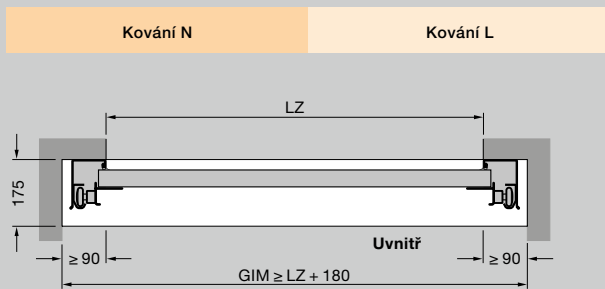 Kování N
Kování L
LZ
175
Uvnitř
≥ 90
≥ 90
GIM ≥ LZ + 180